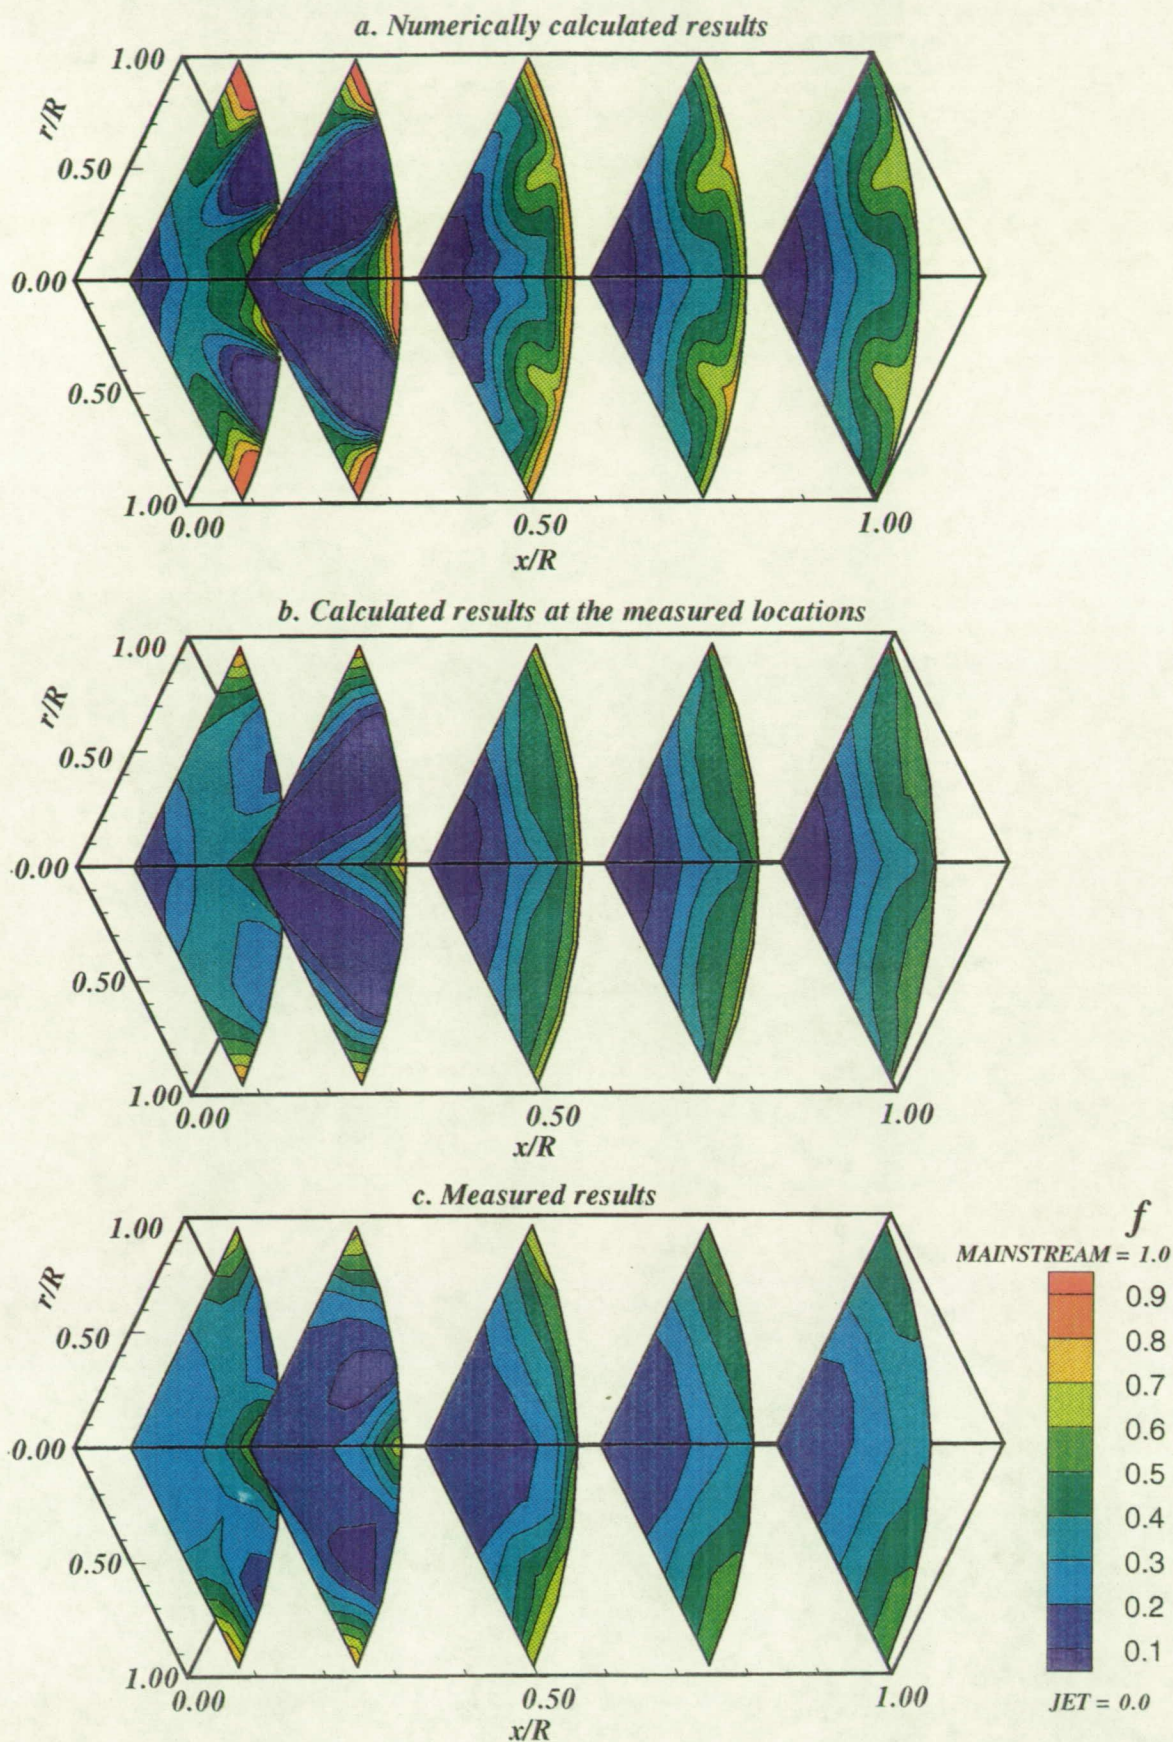 a. Numerically calculated results
1.00
r/R
0.50
0.00
0.50
1.00
0.00 0.50 1.00
x/R
b. Calculated results at the measured locations
1.00
r/R
0.50
0.00
0.50
1.00
0.00 0.50 1.00
x/R
c. Measured results
1.00
r/R
0.50
0.00
0.50
1.00
0.00 0.50 1.00
x/R
f
MAINSTREAM = 1.0
0.9
0.8
0.7
0.6
0.5
0.4
0.3
0.2
0.1
JET = 0.0